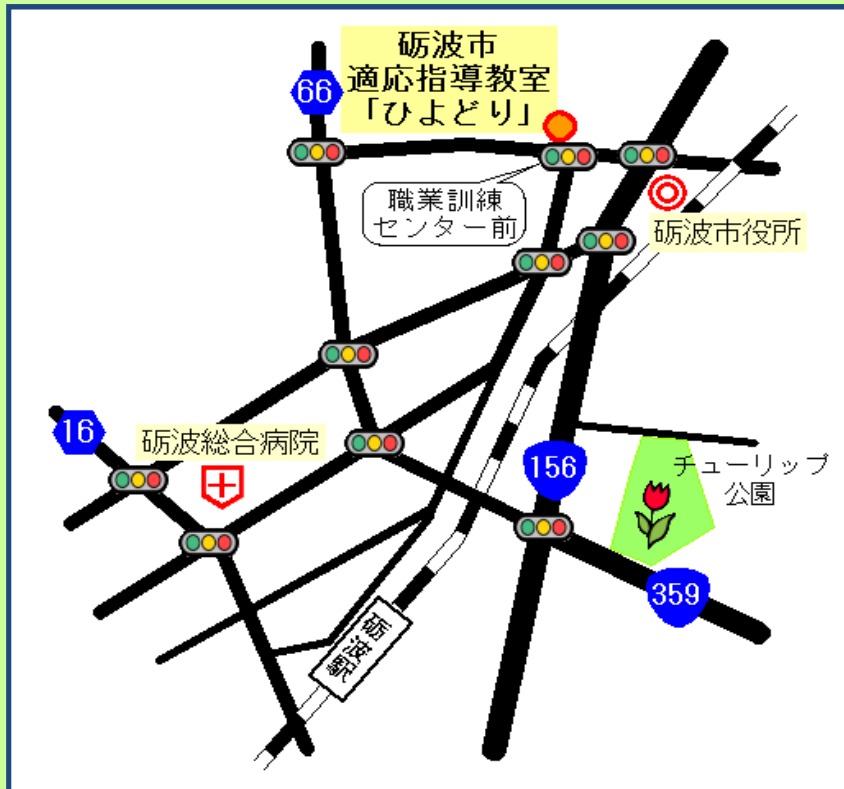 砺波市
適応指導教室
「ひよどり」
66
職業訓練
センター前
砺波市役所
16
砺波総合病院
156
チューリップ
公園
359
砺波駅